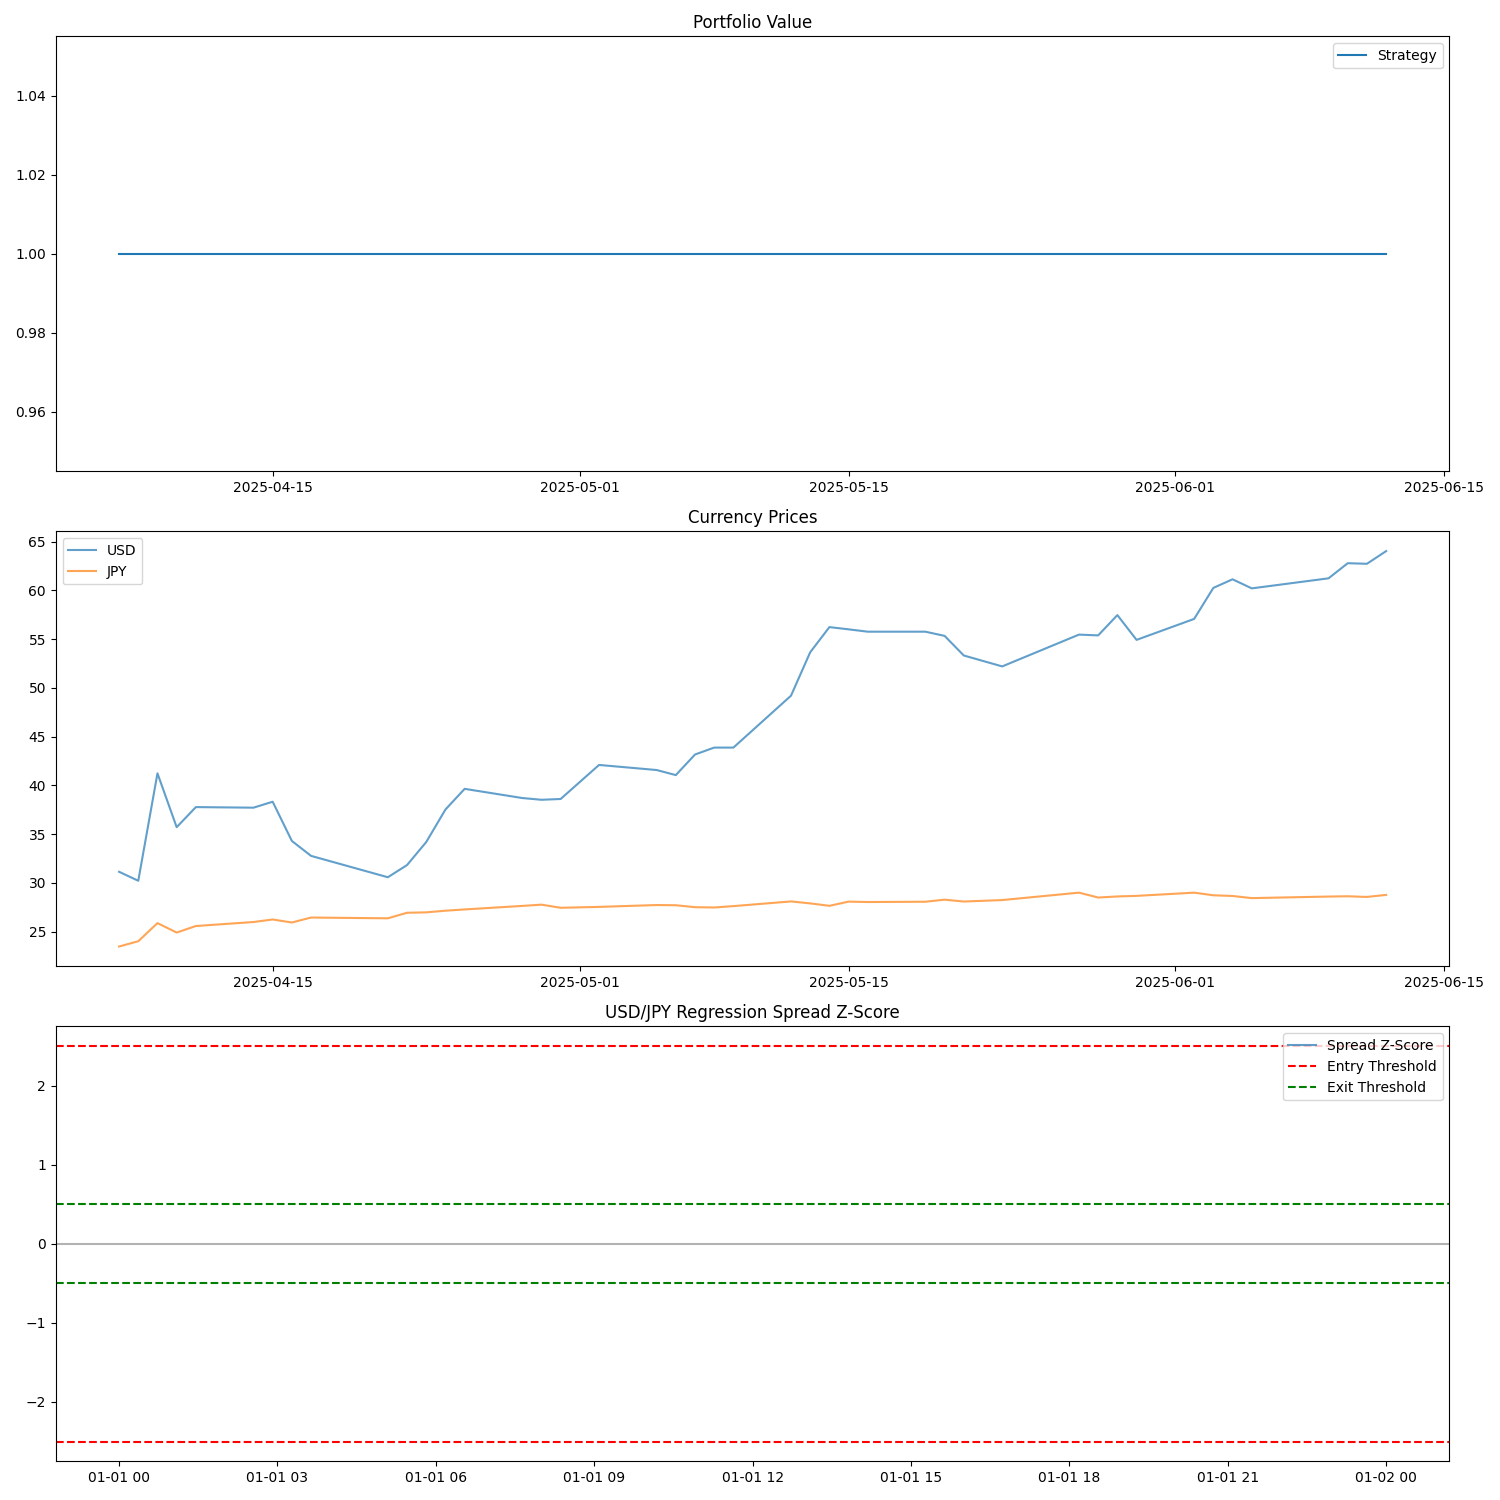 Portfolio Value
Strategy
1.04
1.02
1.00
0.98
0.96
2025-04-15 2025-05-01 2025-05-15 2025-06-01 2025-06-15
Currency Prices
USD
JPY
65
60
55
50
45
40
35
30
25
2025-04-15 2025-05-01 2025-05-15 2025-06-01 2025-06-15
USD/JPY Regression Spread Z-Score
Spread Z-Score
Entry Threshold
Exit Threshold
2
1
0
−1
−2
01-01 00 01-01 03 01-01 06 01-01 09 01-01 12 01-01 15 01-01 18 01-01 21 01-02 00